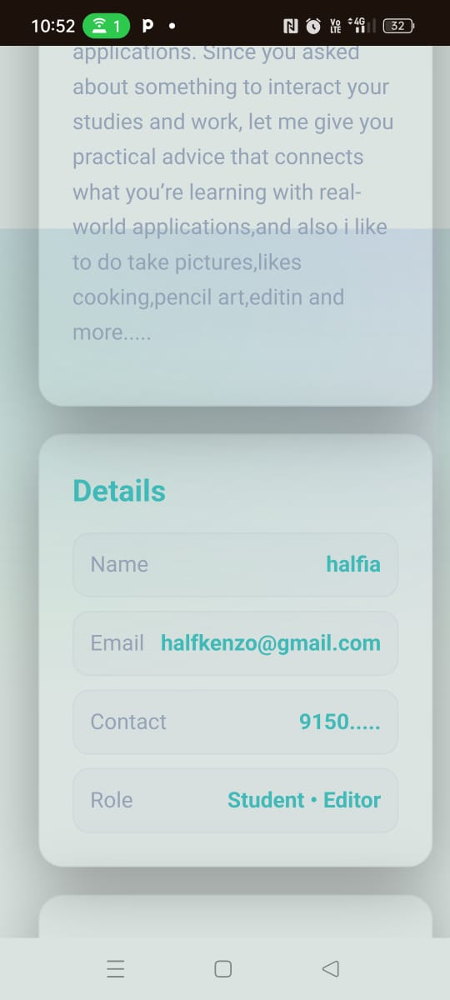 10:52 1 P Vo LTE 4G 32
applications. Since you asked
about something to interact your
studies and work, let me give you
practical advice that connects
what you’re learning with real-
world applications,and also i like
to do take pictures,likes
cooking,pencil art,editin and
more.....
Details
Name halfia
Email halfkenzo@gmail.com
Contact 9150.....
Role Student • Editor